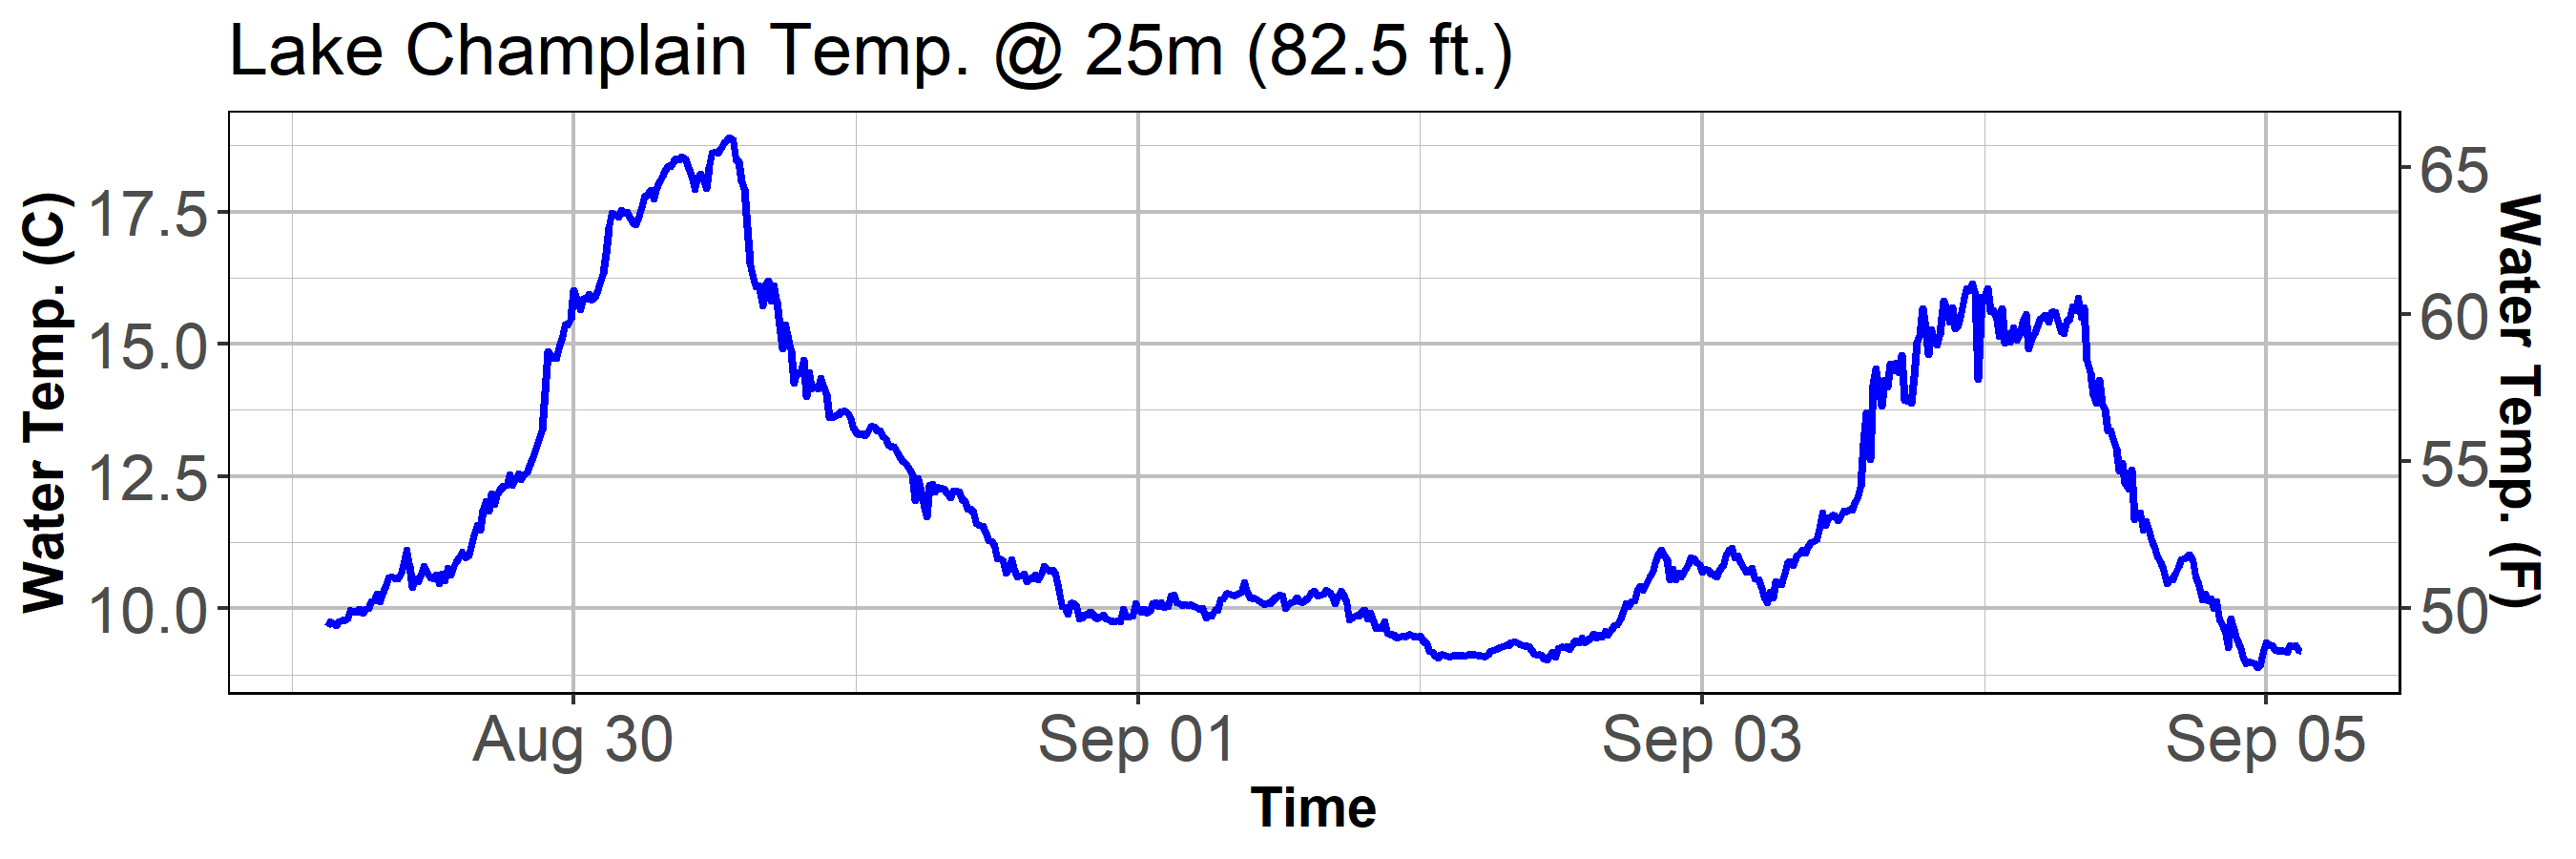 Lake Champlain Temp. @ 25m (82.5 ft.)
Water Temp. (C)
17.5
15.0
12.5
10.0
65
60
55
50
Water Temp. (F)
Aug 30
Sep 01
Sep 03
Sep 05
Time